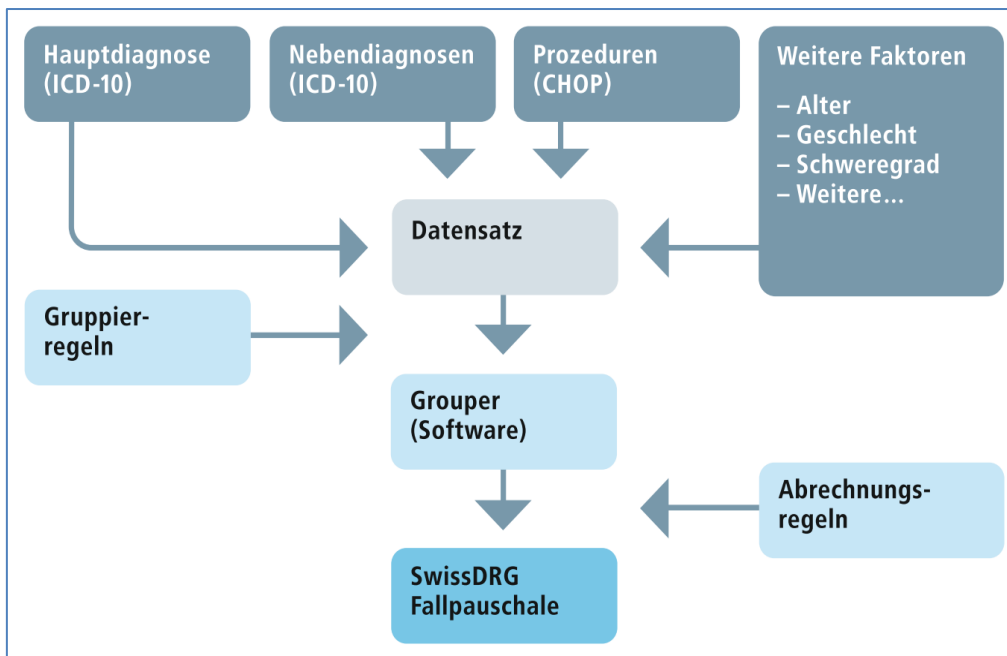 Hauptdiagnose
(ICD-10)
Nebendiagnosen
(ICD-10)
Prozeduren
(CHOP)
Weitere Faktoren
– Alter
– Geschlecht
– Schweregrad
– Weitere...
Datensatz
Gruppier-
regeln
Grouper
(Software)
Abrechnungs-
regeln
SwissDRG
Fallpauschale